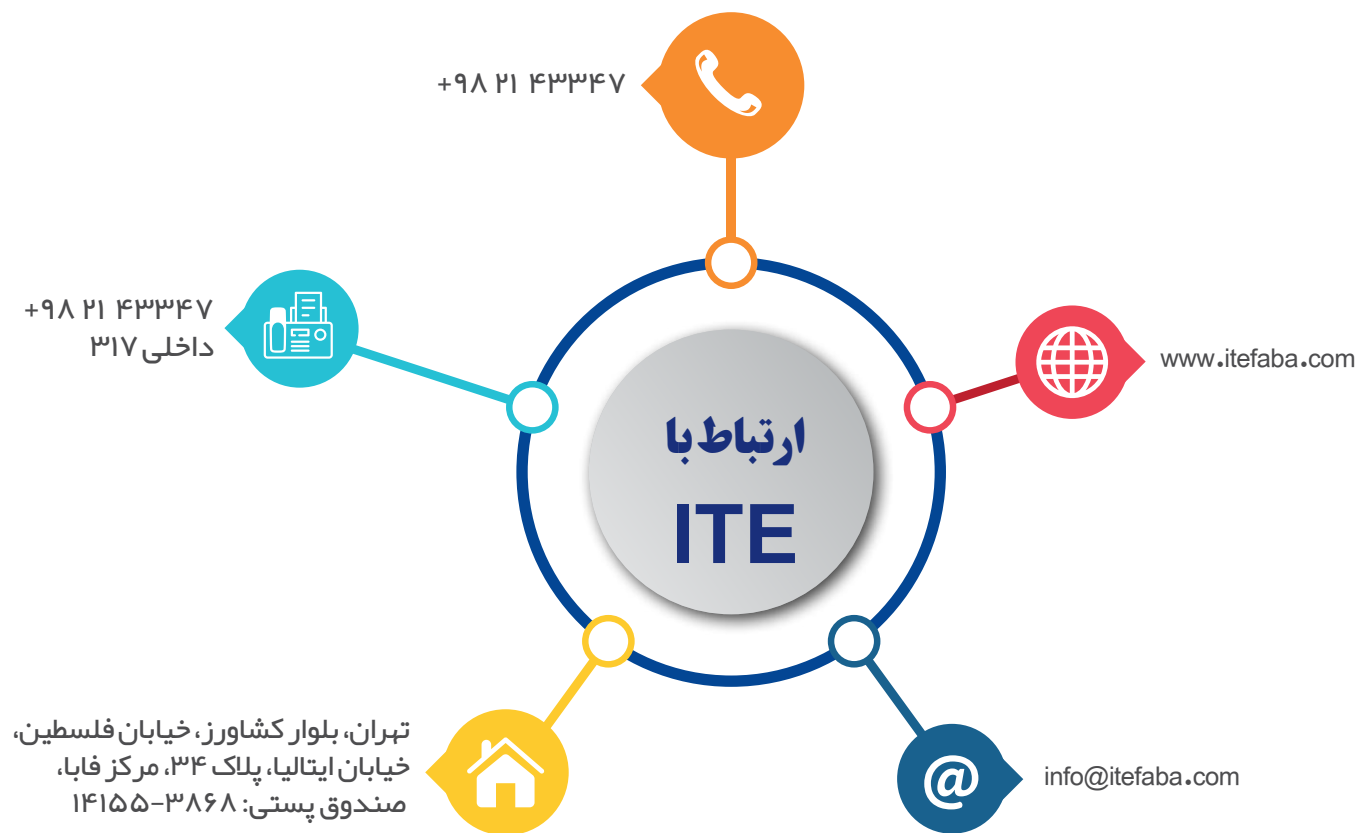 +۹۸ ۲۱ ۴۳۳۴۷
+۹۸ ۲۱ ۴۳۳۴۷
داخلی ۳۱۷
www.itefaba.com
ارتباط با
ITE
تهران، بلوار کشاورز، خیابان فلسطین،
خیابان ایتالیا، پلاک ۳۴، مرکز فابا،
صندوق پستی: ۳۸۶۸-۱۴۱۵۵
@
info@itefaba.com